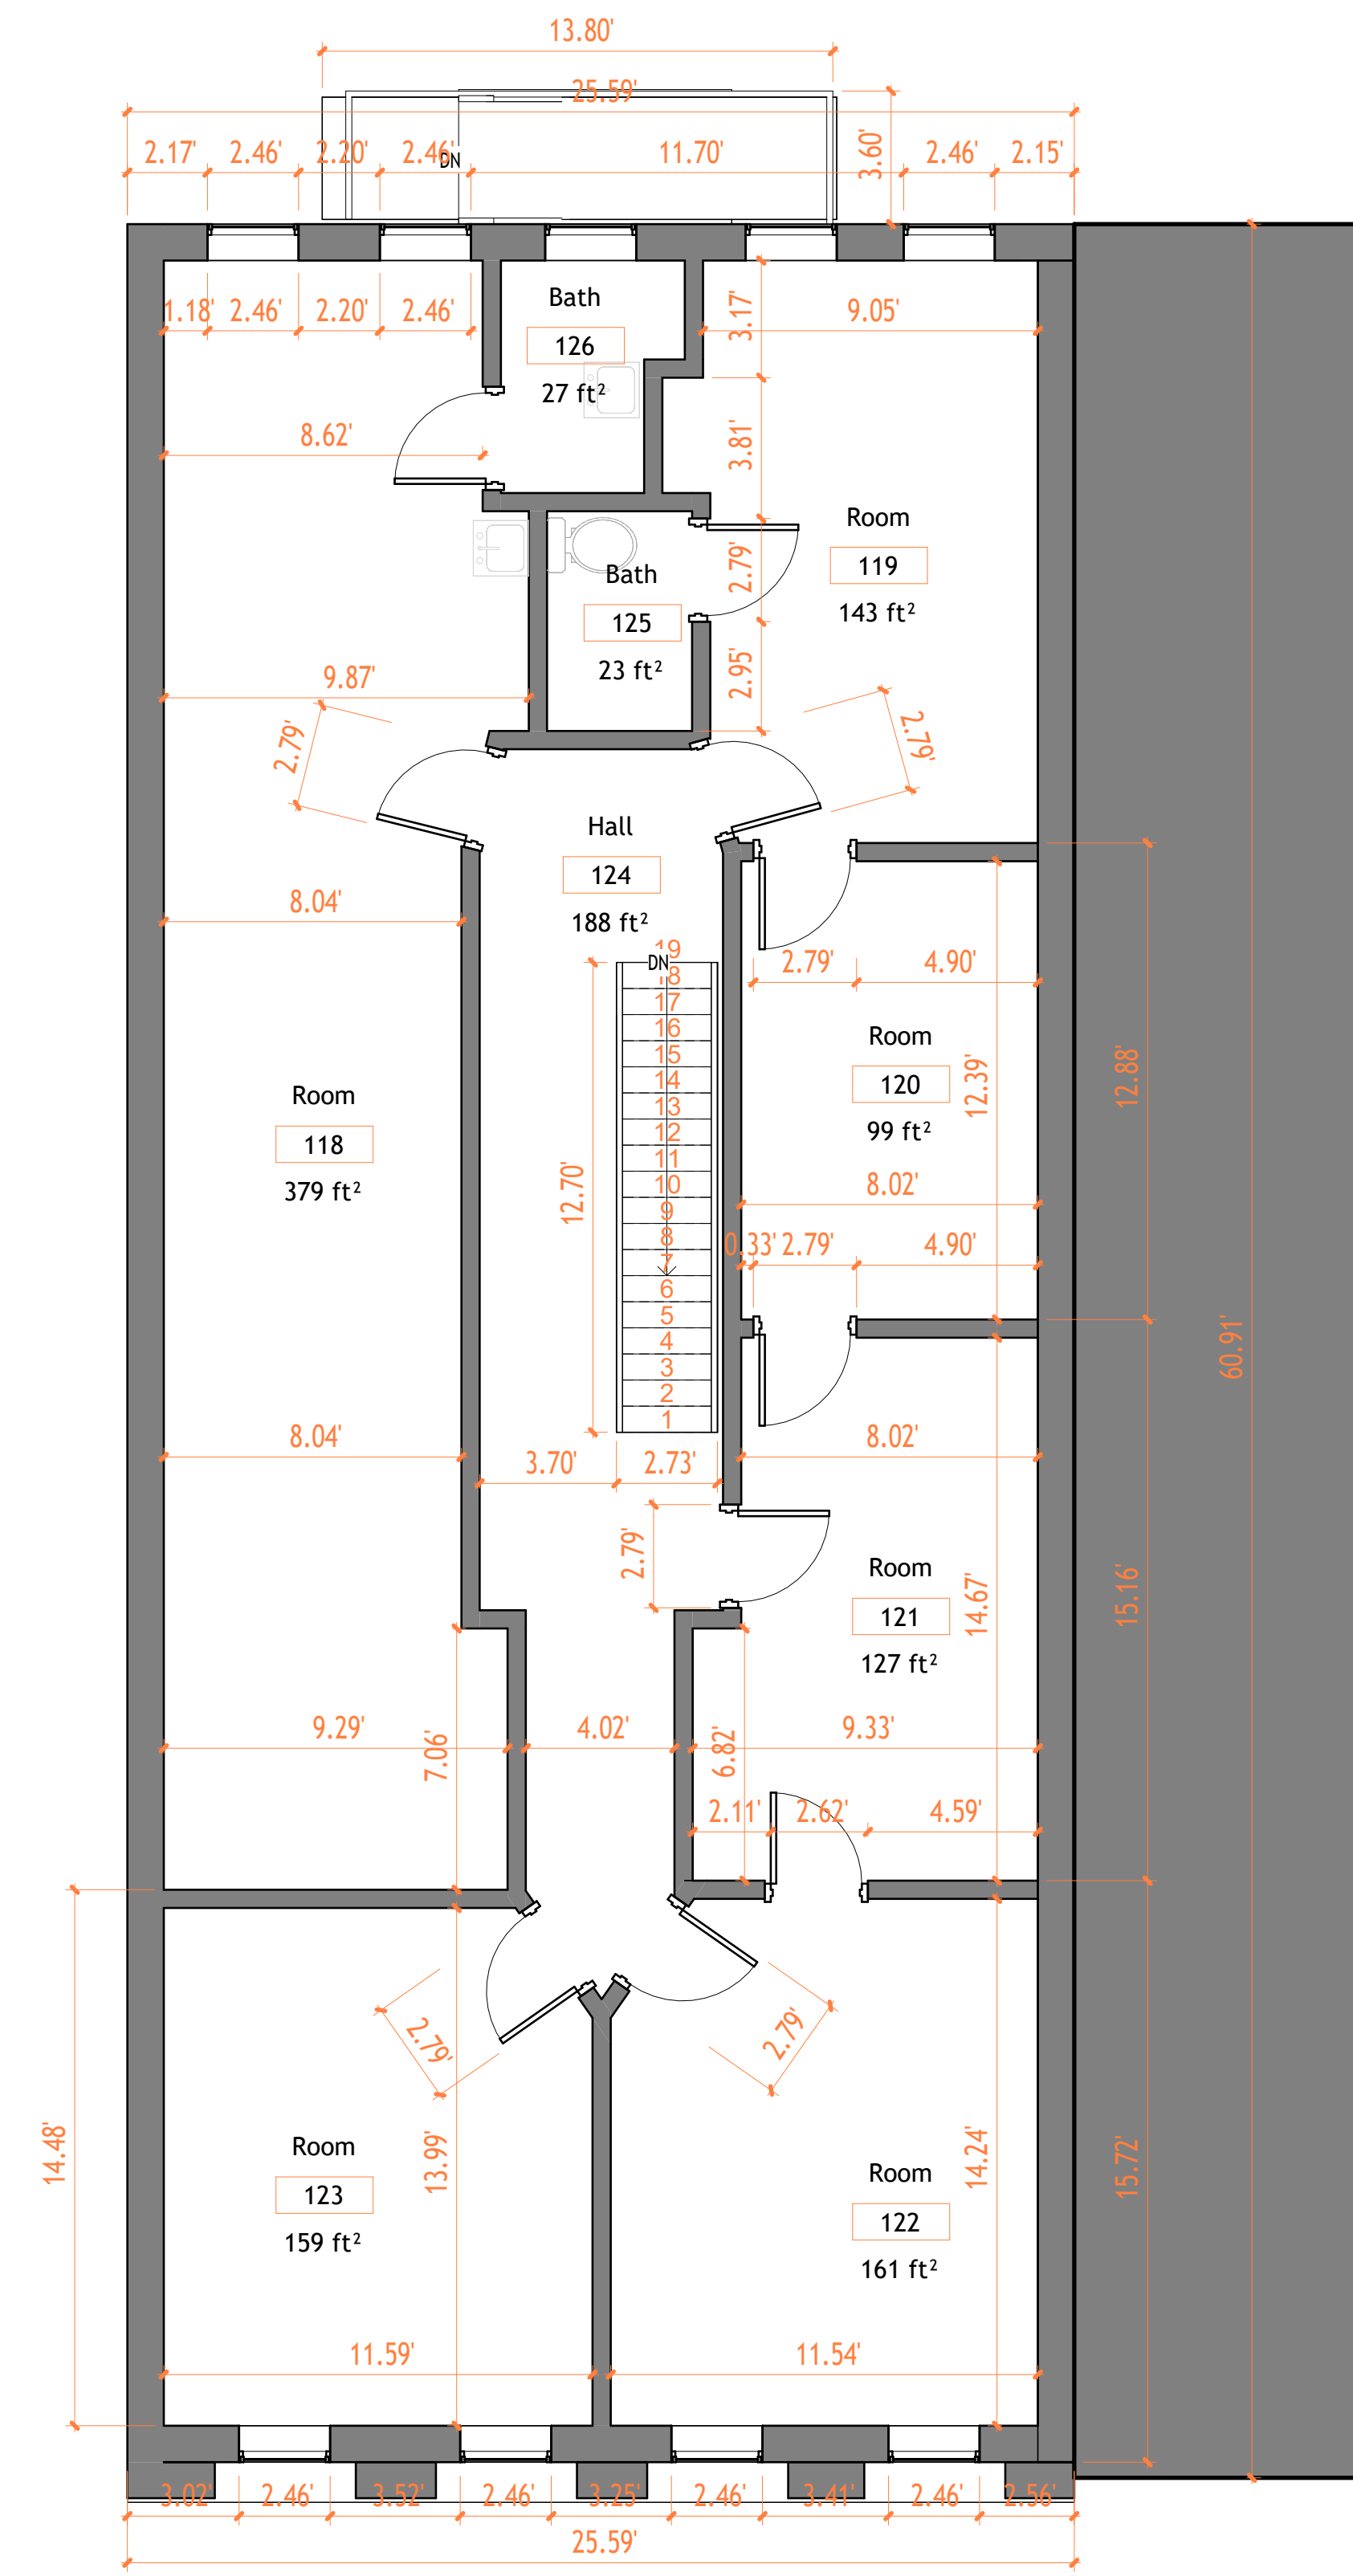 13.80'
25.59'
2.17' 2.46' 2.20' 2.46' 11.70' 2.46' 2.15'
3.60'
DN
1.18' 2.46' 2.20' 2.46'
Bath
126
27 ft²
3.17'
9.05'
8.62'
3.81'
Room
119
143 ft²
2.79'
Bath
125
23 ft²
2.95'
9.87'
2.79'
2.79'
Hall
124
188 ft²
8.04'
19
DN
18
17
16
15
14
13
12
11
10
9
8
7
6
5
4
3
2
1
12.70'
2.79' 4.90'
Room
120
99 ft²
12.39'
12.88'
8.02'
0.33' 2.79' 4.90'
Room
118
379 ft²
60.91'
8.04'
3.70' 2.73'
8.02'
2.79'
Room
121
127 ft²
14.67'
15.16'
9.29'
7.06'
4.02'
6.82'
9.33'
2.11' 2.62' 4.59'
2.79'
2.79'
14.48'
13.99'
14.24'
15.72'
Room
123
159 ft²
Room
122
161 ft²
11.59'
11.54'
3.02' 2.46' 3.52' 2.46' 3.25' 2.46' 3.41' 2.46' 2.56'
25.59'